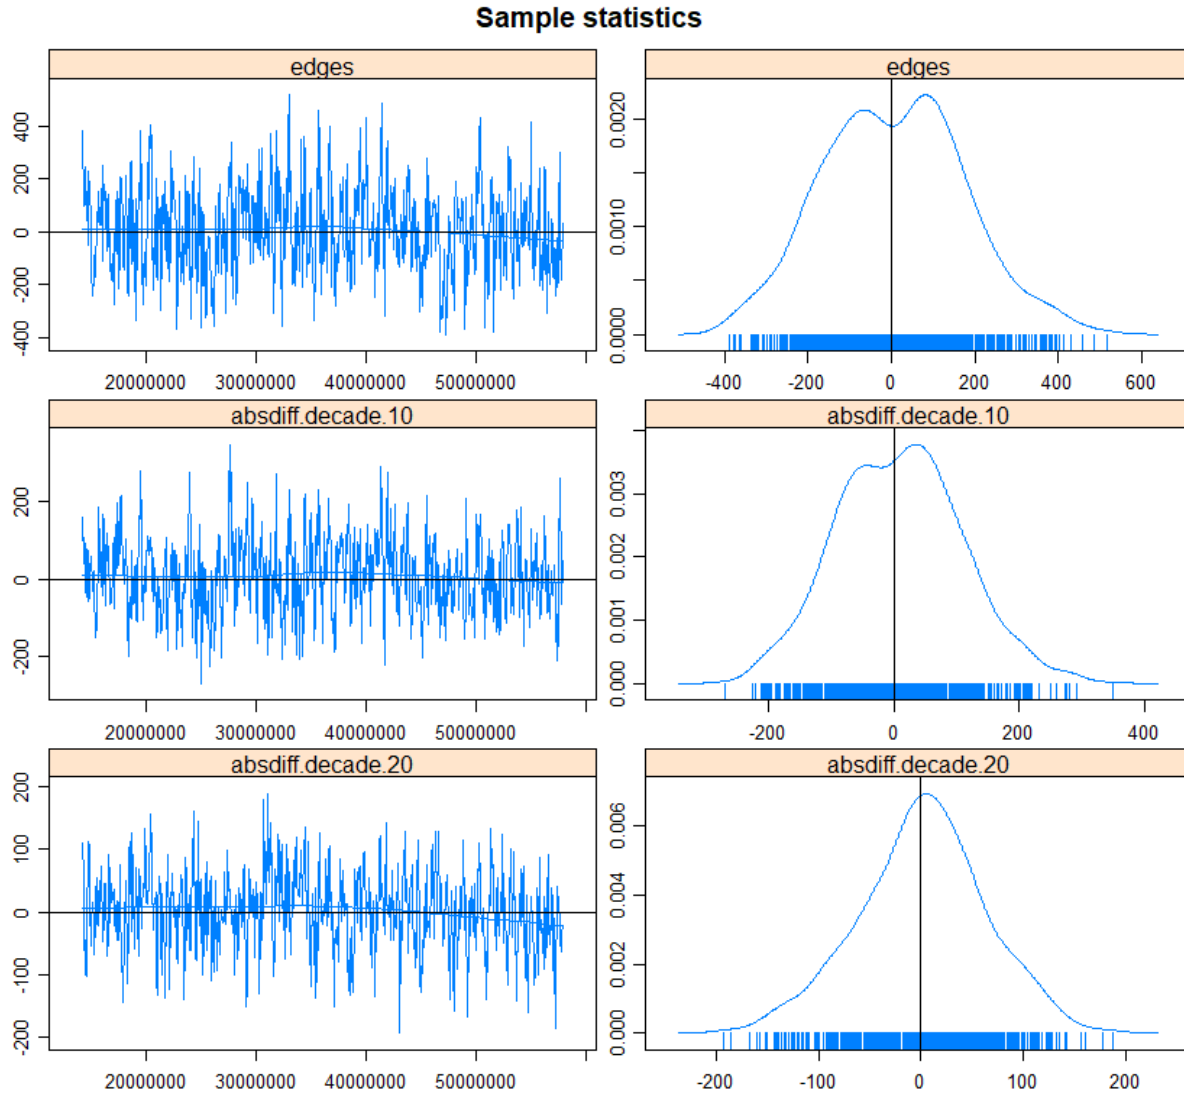 Sample statistics
edges
edges
400
200
0
-200
-400
20000000 30000000 40000000 50000000
0.0020
0.0010
0.0000
-400 -200 0 200 400 600
absdiff.decade.10
absdiff.decade.10
200
0
-200
20000000 30000000 40000000 50000000
0.003
0.002
0.001
0.000
-200 0 200 400
absdiff.decade.20
absdiff.decade.20
200
100
0
-100
-200
20000000 30000000 40000000 50000000
0.006
0.004
0.002
0.000
-200 -100 0 100 200